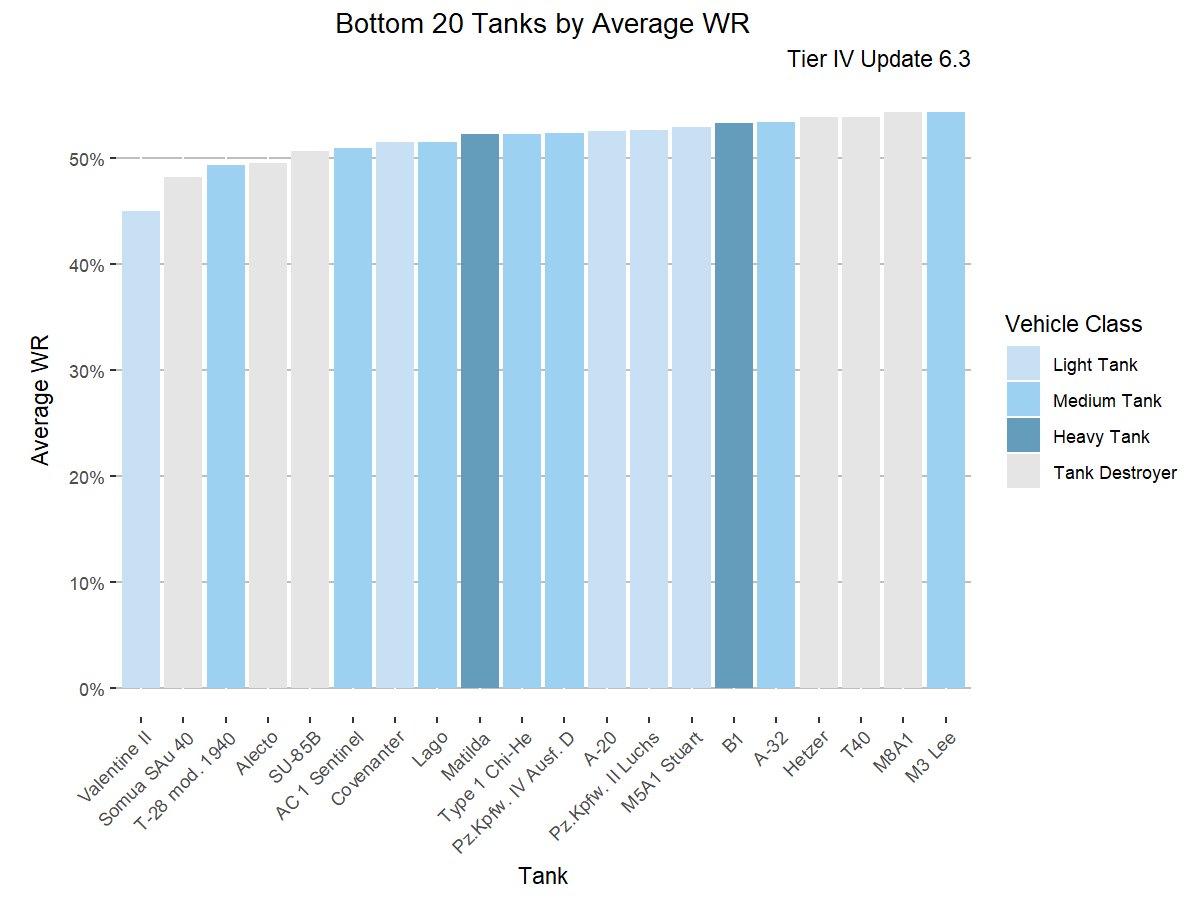 Bottom 20 Tanks by Average WR
Tier IV Update 6.3
Average WR
50%
40%
30%
20%
10%
0%
Valentine II
Somua SAu 40
T-28 mod. 1940
Alecto
SU-85B
AC 1 Sentinel
Covenanter
Lago
Matilda
Type 1 Chi-He
Pz.Kpfw. IV Ausf. D
A-20
Pz.Kpfw. II Luchs
M5A1 Stuart
B1
A-32
Hetzer
T40
M8A1
M3 Lee
Tank
Vehicle Class
Light Tank
Medium Tank
Heavy Tank
Tank Destroyer